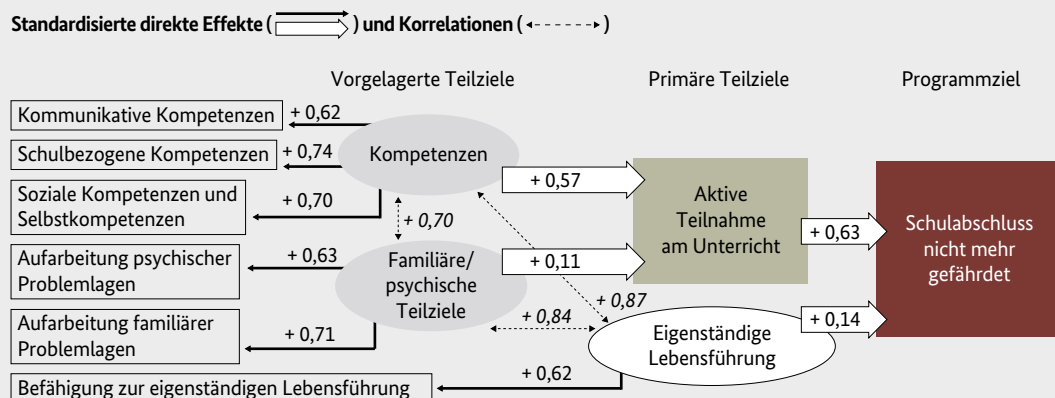 Standardisierte direkte Effekte ( ) und Korrelationen ( )
Vorgelagerte Teilziele
Primäre Teilziele
Programmziel
Kommunikative Kompetenzen
+ 0,62
Schulbezogene Kompetenzen
+ 0,74
Soziale Kompetenzen und
Selbstkompetenzen
+ 0,70
Kompetenzen
+ 0,57
+ 0,70
Aufarbeitung psychischer
Problemlagen
+ 0,63
Familiäre/
psychische
Teilziele
+ 0,11
Aktive
Teilnahme
am Unterricht
+ 0,63
Schulabschluss
nicht mehr
gefährdet
Aufarbeitung familiärer
Problemlagen
+ 0,71
+ 0,84
+ 0,87
Eigenständige
Lebensführung
+ 0,14
Befähigung zur eigenständigen Lebensführung
+ 0,62